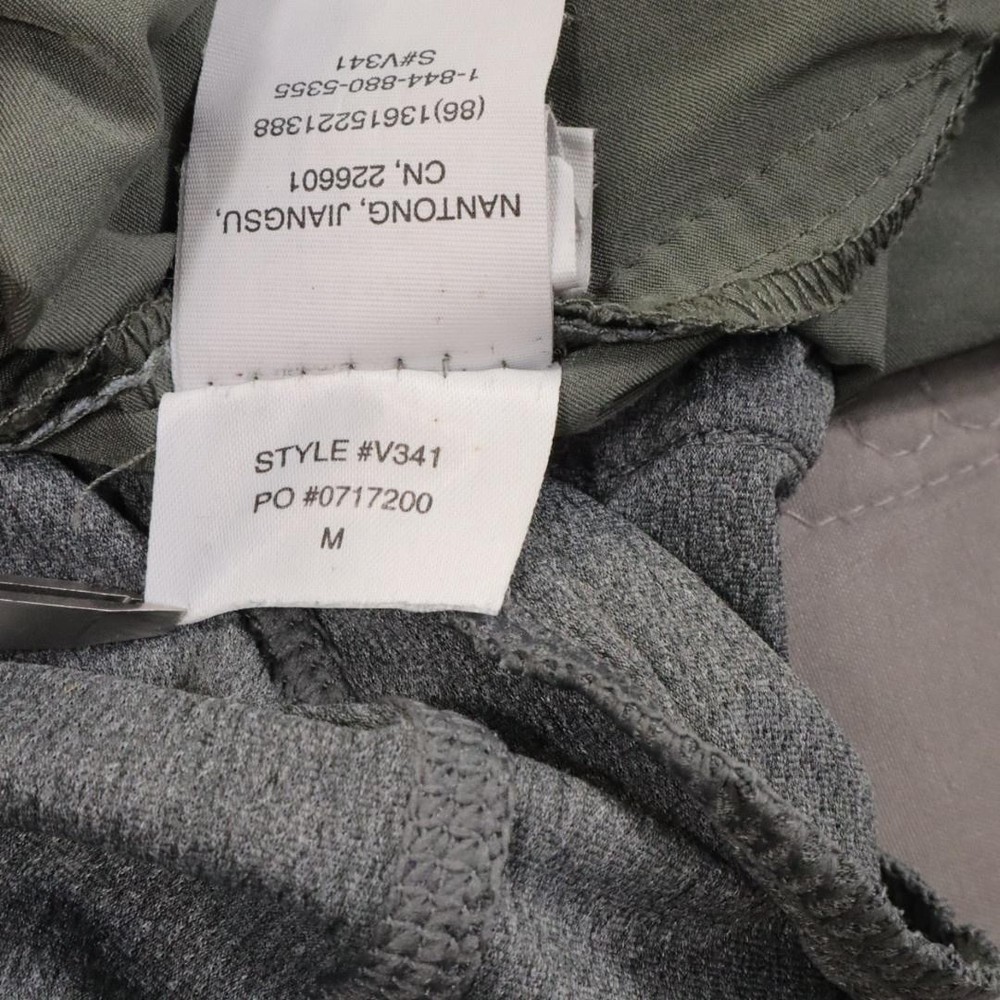 NANTONG, JIANGSU,
CN, 226601
(86)13615221388
1-844-880-5355
S#V341
STYLE #V341
PO #0717200
M